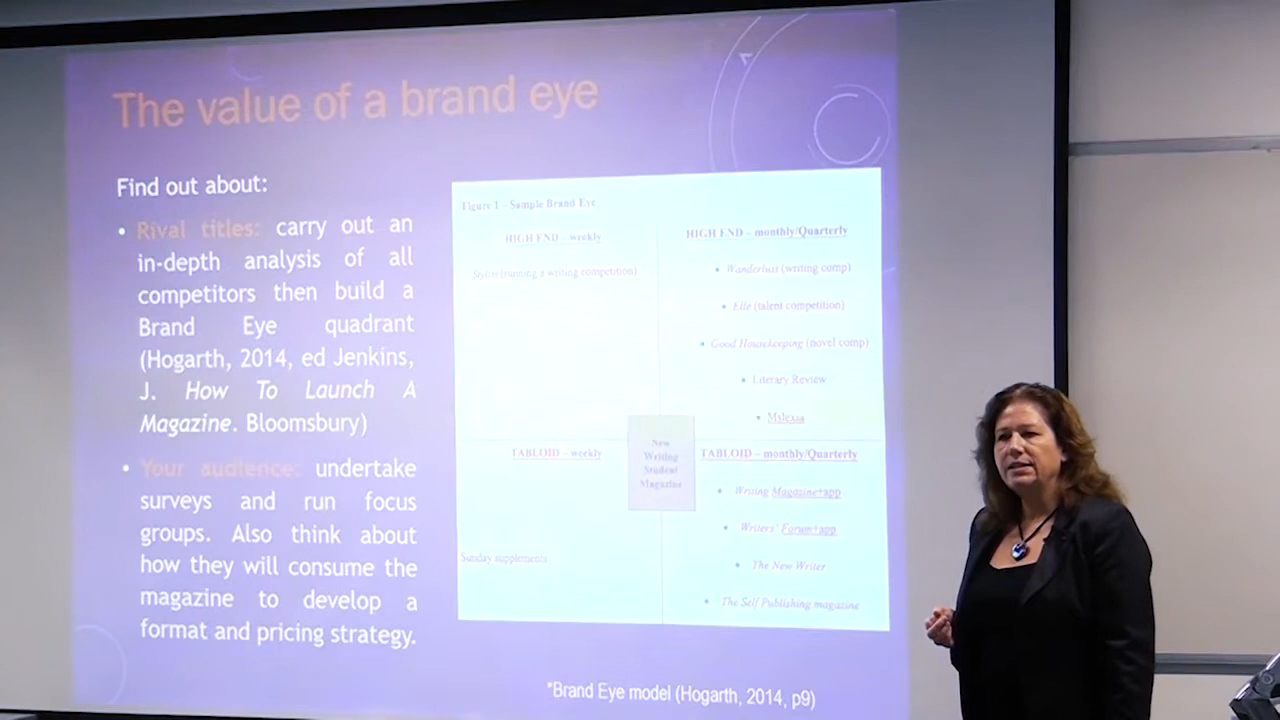 The value of a brand eye
Find out about:
• Rival titles: carry out an
in-depth analysis of all
competitors then build a
Brand Eye quadrant
(Hogarth, 2014, ed Jenkins,
J. How To Launch A
Magazine. Bloomsbury)
• Your audience: undertake
surveys and run focus
groups. Also think about
how they will consume the
magazine to develop a
format and pricing strategy.
Figure 1 – Sample Brand Eye
HIGH END – weekly
Stylist (running a writing competition)
HIGH END – monthly/Quarterly
• Wanderlust (writing comp)
• Elle (talent competition)
• Good Housekeeping (novel comp)
• Literary Review
• Mslexia
New
Writing
Student
Magazine
TABLOID – weekly
Sunday supplements
TABLOID – monthly/Quarterly
• Writing Magazine+app
• Writers' Forum+app
• The New Writer
• The Self Publishing magazine
*Brand Eye model (Hogarth, 2014, p9)